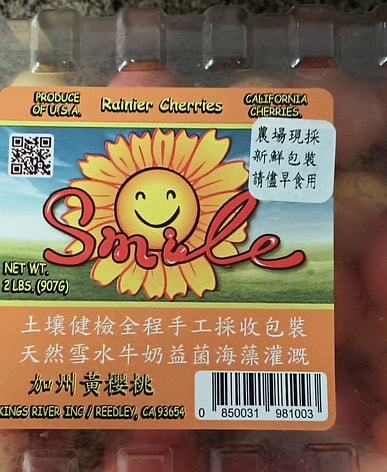 PRODUCE
OF U.S.A.
Rainier Cherries
CALIFORNIA
CHERRIES.
農場現採
新鮮包裝
請儘早食用
Smile
NET WT.
2 LBS. (907G)
土壤健檢全程手工採收包裝
天然雪水牛奶益菌海藻灌溉
加州黃櫻桃
KINGS RIVER INC / REEDLEY, CA 93654
0 850031 981003